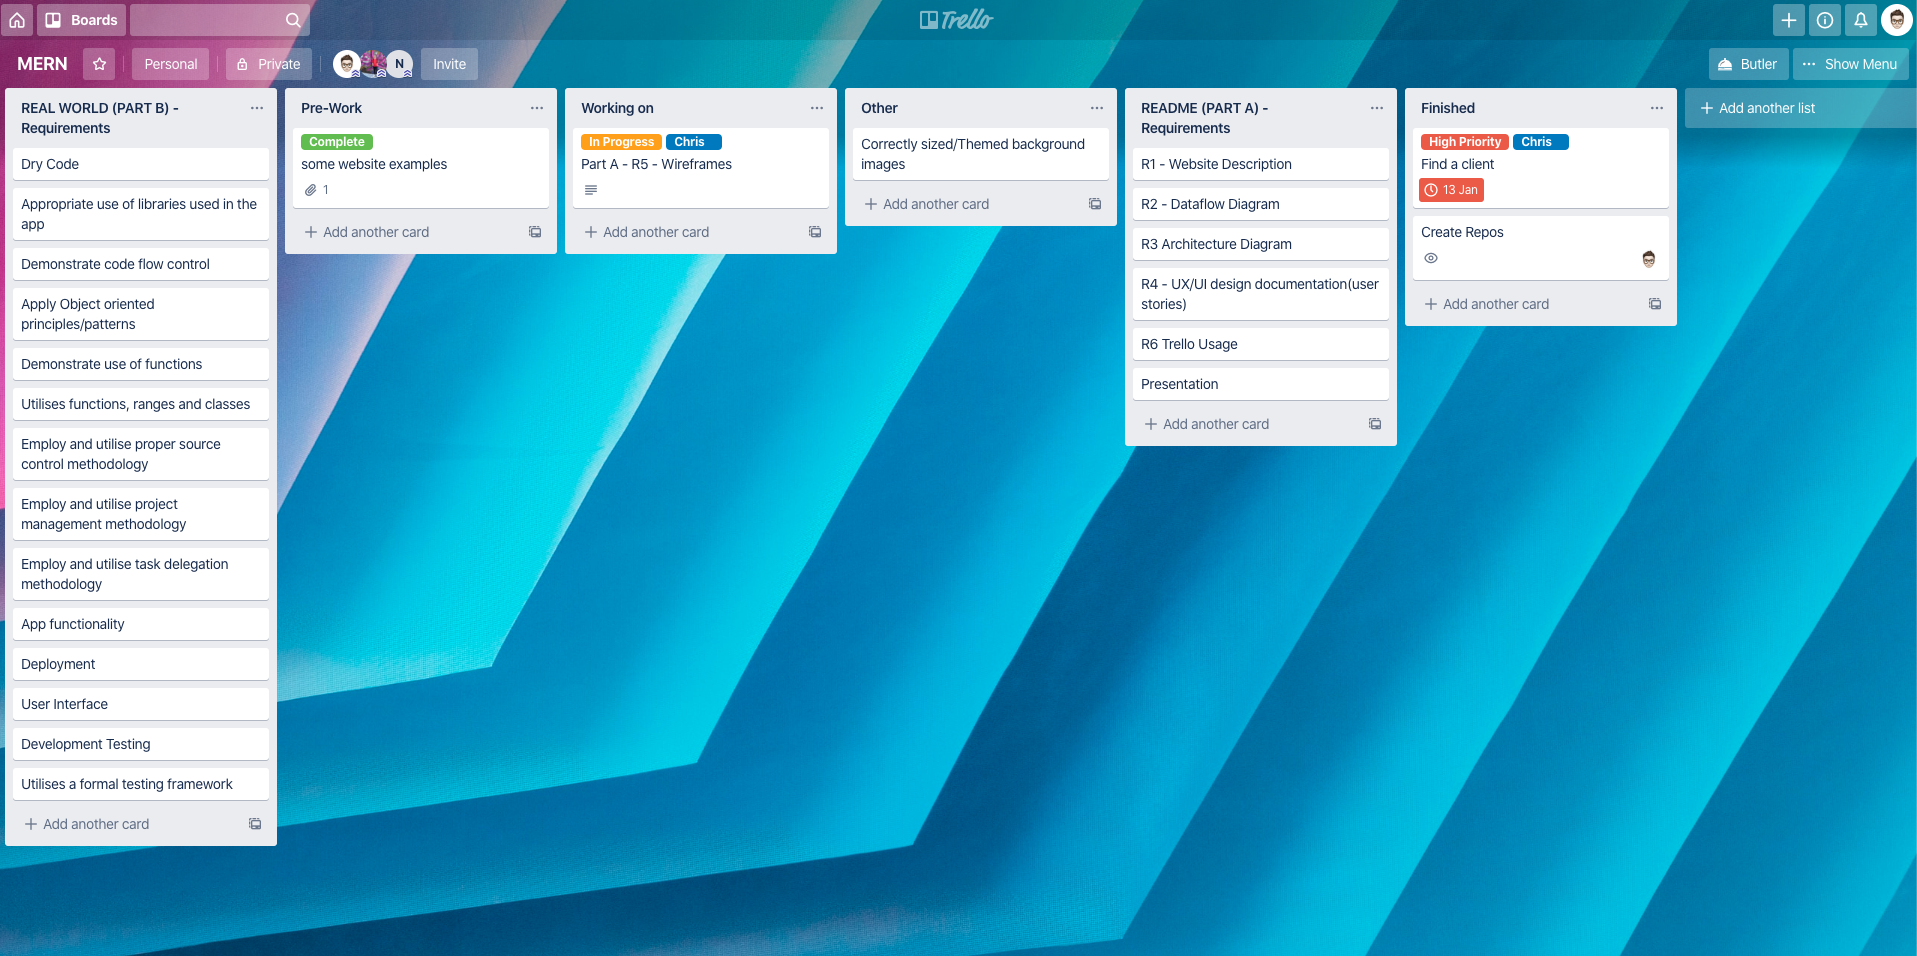 Boards
Trello
MERN
Personal
Private
N
Invite
Butler
Show Menu
REAL WORLD (PART B) -
Requirements
Dry Code
Appropriate use of libraries used in the
app
Demonstrate code flow control
Apply Object oriented
principles/patterns
Demonstrate use of functions
Utilises functions, ranges and classes
Employ and utilise proper source
control methodology
Employ and utilise project
management methodology
Employ and utilise task delegation
methodology
App functionality
Deployment
User Interface
Development Testing
Utilises a formal testing framework
Add another card
Pre-Work
Complete
some website examples
1
Add another card
Working on
In Progress Chris
Part A - R5 - Wireframes
Add another card
Other
Correctly sized/Themed background
images
Add another card
README (PART A) -
Requirements
R1 - Website Description
R2 - Dataflow Diagram
R3 Architecture Diagram
R4 - UX/UI design documentation(user
stories)
R6 Trello Usage
Presentation
Add another card
Finished
High Priority Chris
Find a client
13 Jan
Create Repos
Add another card
Add another list